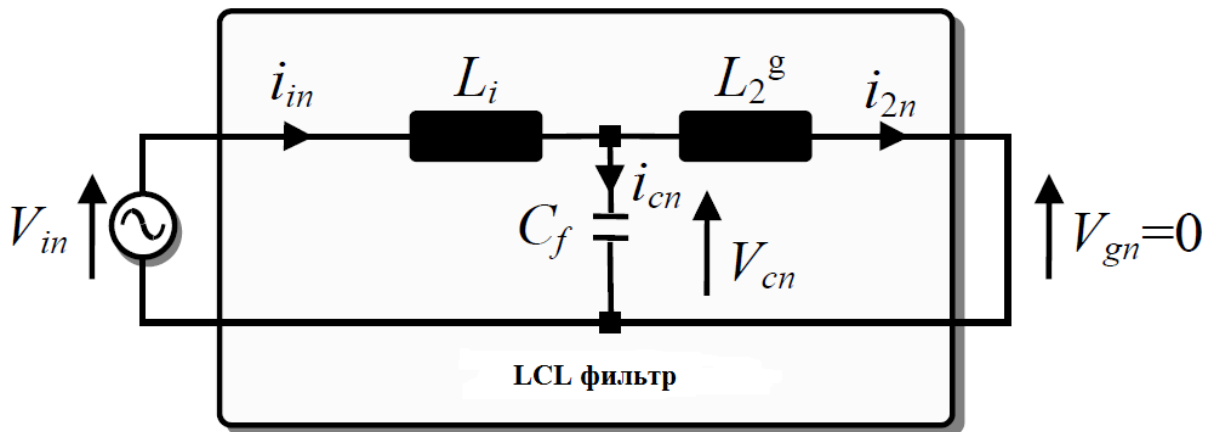 i_in
L_i
L_2^g
i_2n
i_cn
V_in
C_f
V_cn
V_gn=0
LCL фильтр